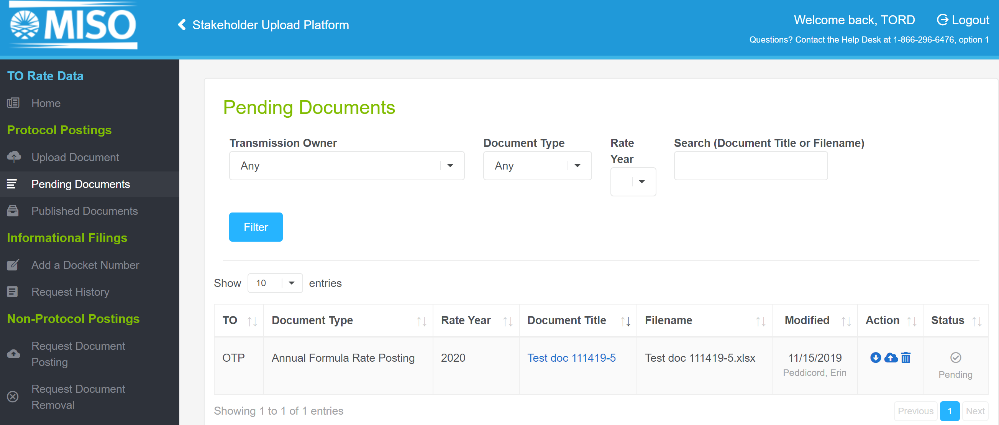 MISO
Stakeholder Upload Platform
Welcome back, TORD
Logout
Questions? Contact the Help Desk at 1-866-296-6476, option 1
TO Rate Data
Home
Protocol Postings
Upload Document
Pending Documents
Published Documents
Informational Filings
Add a Docket Number
Request History
Non-Protocol Postings
Request Document
Posting
Request Document
Removal
Pending Documents
Transmission Owner
Any
Document Type
Any
Rate
Year
Search (Document Title or Filename)
Filter
Show 10 entries
TO Document Type Rate Year Document Title Filename Modified Action Status
OTP Annual Formula Rate Posting 2020 Test doc 111419-5 Test doc 111419-5.xlsx 11/15/2019
Peddicord, Erin
Pending
Showing 1 to 1 of 1 entries
Previous 1 Next